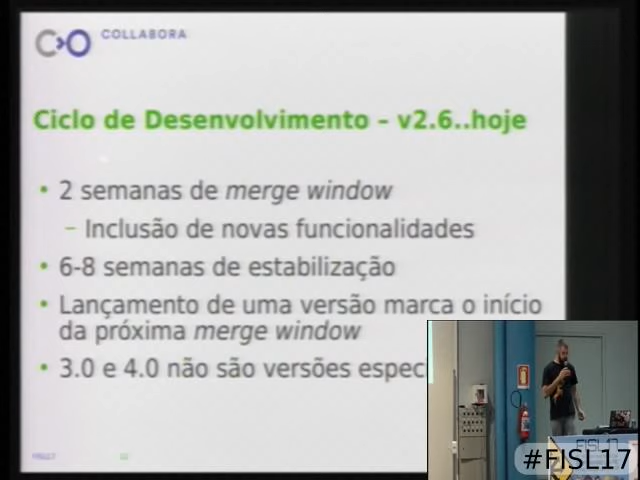 COLLABORA
Ciclo de Desenvolvimento – v2.6..hoje
• 2 semanas de merge window
– Inclusão de novas funcionalidades
• 6-8 semanas de estabilização
• Lançamento de uma versão marca o início
da próxima merge window
• 3.0 e 4.0 não são versões espec
FISL17
#FISL17